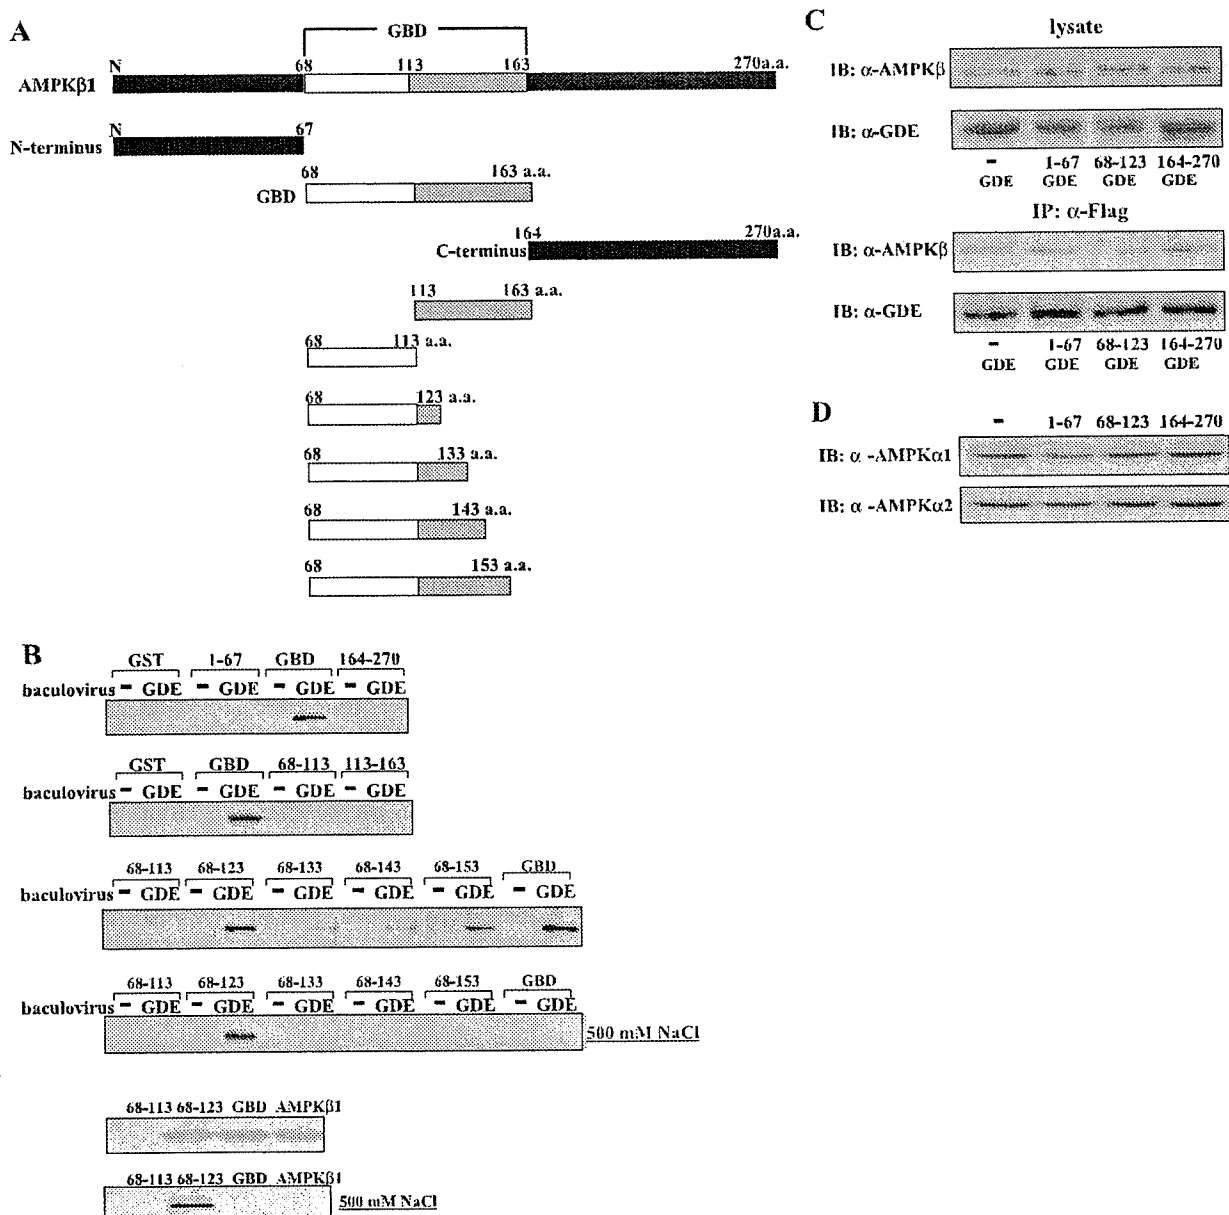 A
GBD
N 68 113 163 270a.a.
AMPKβ1
N 67
N-terminus
68 163 a.a.
GBD
164 270a.a.
C-terminus
113 163 a.a.
68 113 a.a.
68 123 a.a.
68 133 a.a.
68 143 a.a.
68 153 a.a.
B
GST 1-67 GBD 164-270
baculovirus - GDE - GDE - GDE - GDE
GST GBD 68-113 113-163
baculovirus - GDE - GDE - GDE - GDE
68-113 68-123 68-133 68-143 68-153 GBD
baculovirus - GDE - GDE - GDE - GDE - GDE - GDE
68-113 68-123 68-133 68-143 68-153 GBD
baculovirus - GDE - GDE - GDE - GDE - GDE - GDE
500 mM NaCl
68-113 68-123 GBD AMPKβ1
68-113 68-123 GBD AMPKβ1
500 mM NaCl
C
lysate
IB: α-AMPKβ
IB: α-GDE
- 1-67 68-123 164-270
GDE GDE GDE GDE
IP: α-Flag
IB: α-AMPKβ
IB: α-GDE
- 1-67 68-123 164-270
GDE GDE GDE GDE
D
- 1-67 68-123 164-270
IB: α -AMPKα1
IB: α -AMPKα2